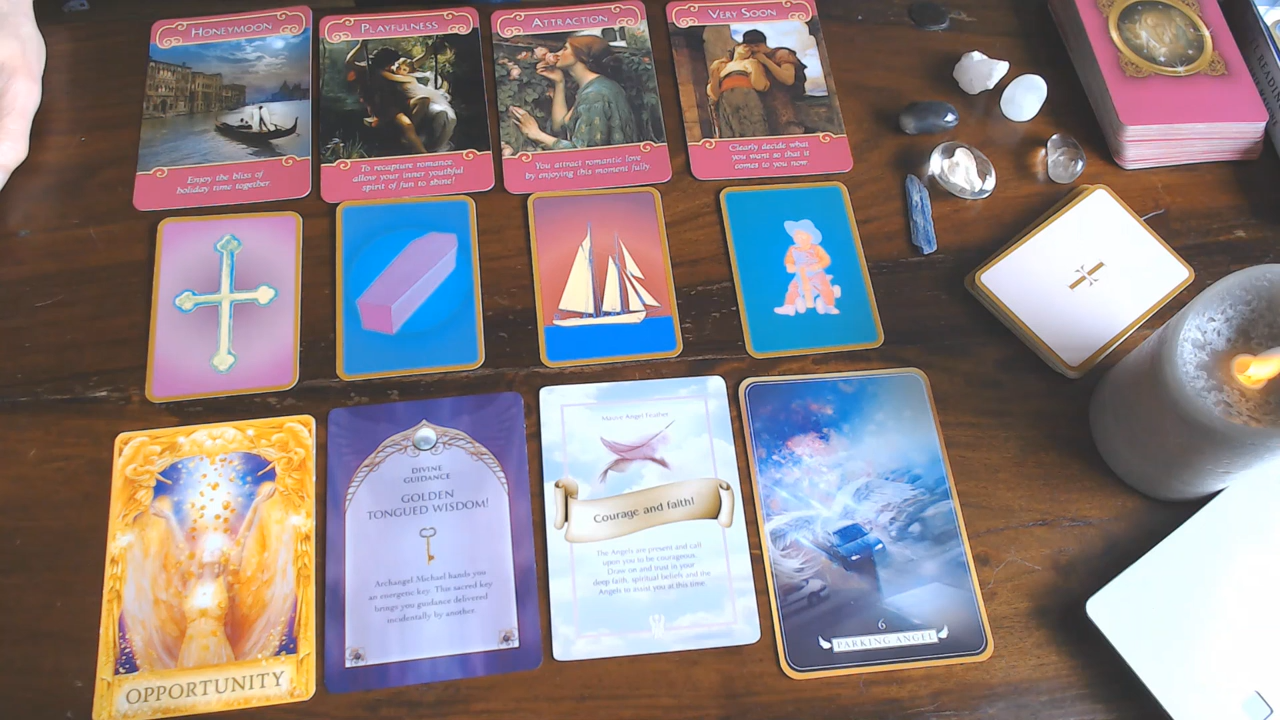 HONEYMOON
Enjoy the bliss of
holiday time together.
PLAYFULNESS
To recapture romance,
allow your inner youthful
spirit of fun to shine!
ATTRACTION
You attract romantic love
by enjoying this moment fully.
VERY SOON
Clearly decide what
you want so that it
comes to you now.
OPPORTUNITY
DIVINE
GUIDANCE
GOLDEN
TONGUED WISDOM!
Archangel Michael hands you
an energetic key. This sacred key
brings you guidance delivered
incidentally by another.
Mauve Angel Feather
Courage and faith!
The Angels are present and call
upon you to be courageous.
Draw on and trust in your
deep faith, spiritual beliefs and the
Angels to assist you at this time.
6
PARKING ANGEL